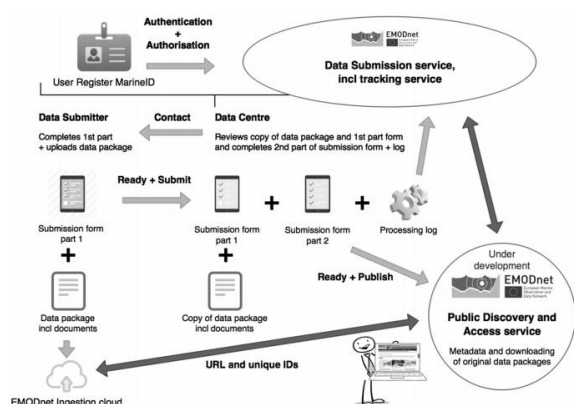 Authentication
+
Authorisation
User Register MarineID
EMODnet
Data Submission service,
incl tracking service
Data Submitter
Contact
Data Centre
Completes 1st part
+ uploads data package
Reviews copy of data package and 1st part form
and completes 2nd part of submission form + log
Ready + Submit
+
+
Submission form
part 1
Submission form
part 1
Submission form
part 2
Processing log
+
+
Ready + Publish
Under
development
EMODnet
Data package
incl documents
Copy of data package
incl documents
Public Discovery and
Access service
Metadata and downloading
of original data packages
URL and unique IDs
EMODnet Ingestion cloud